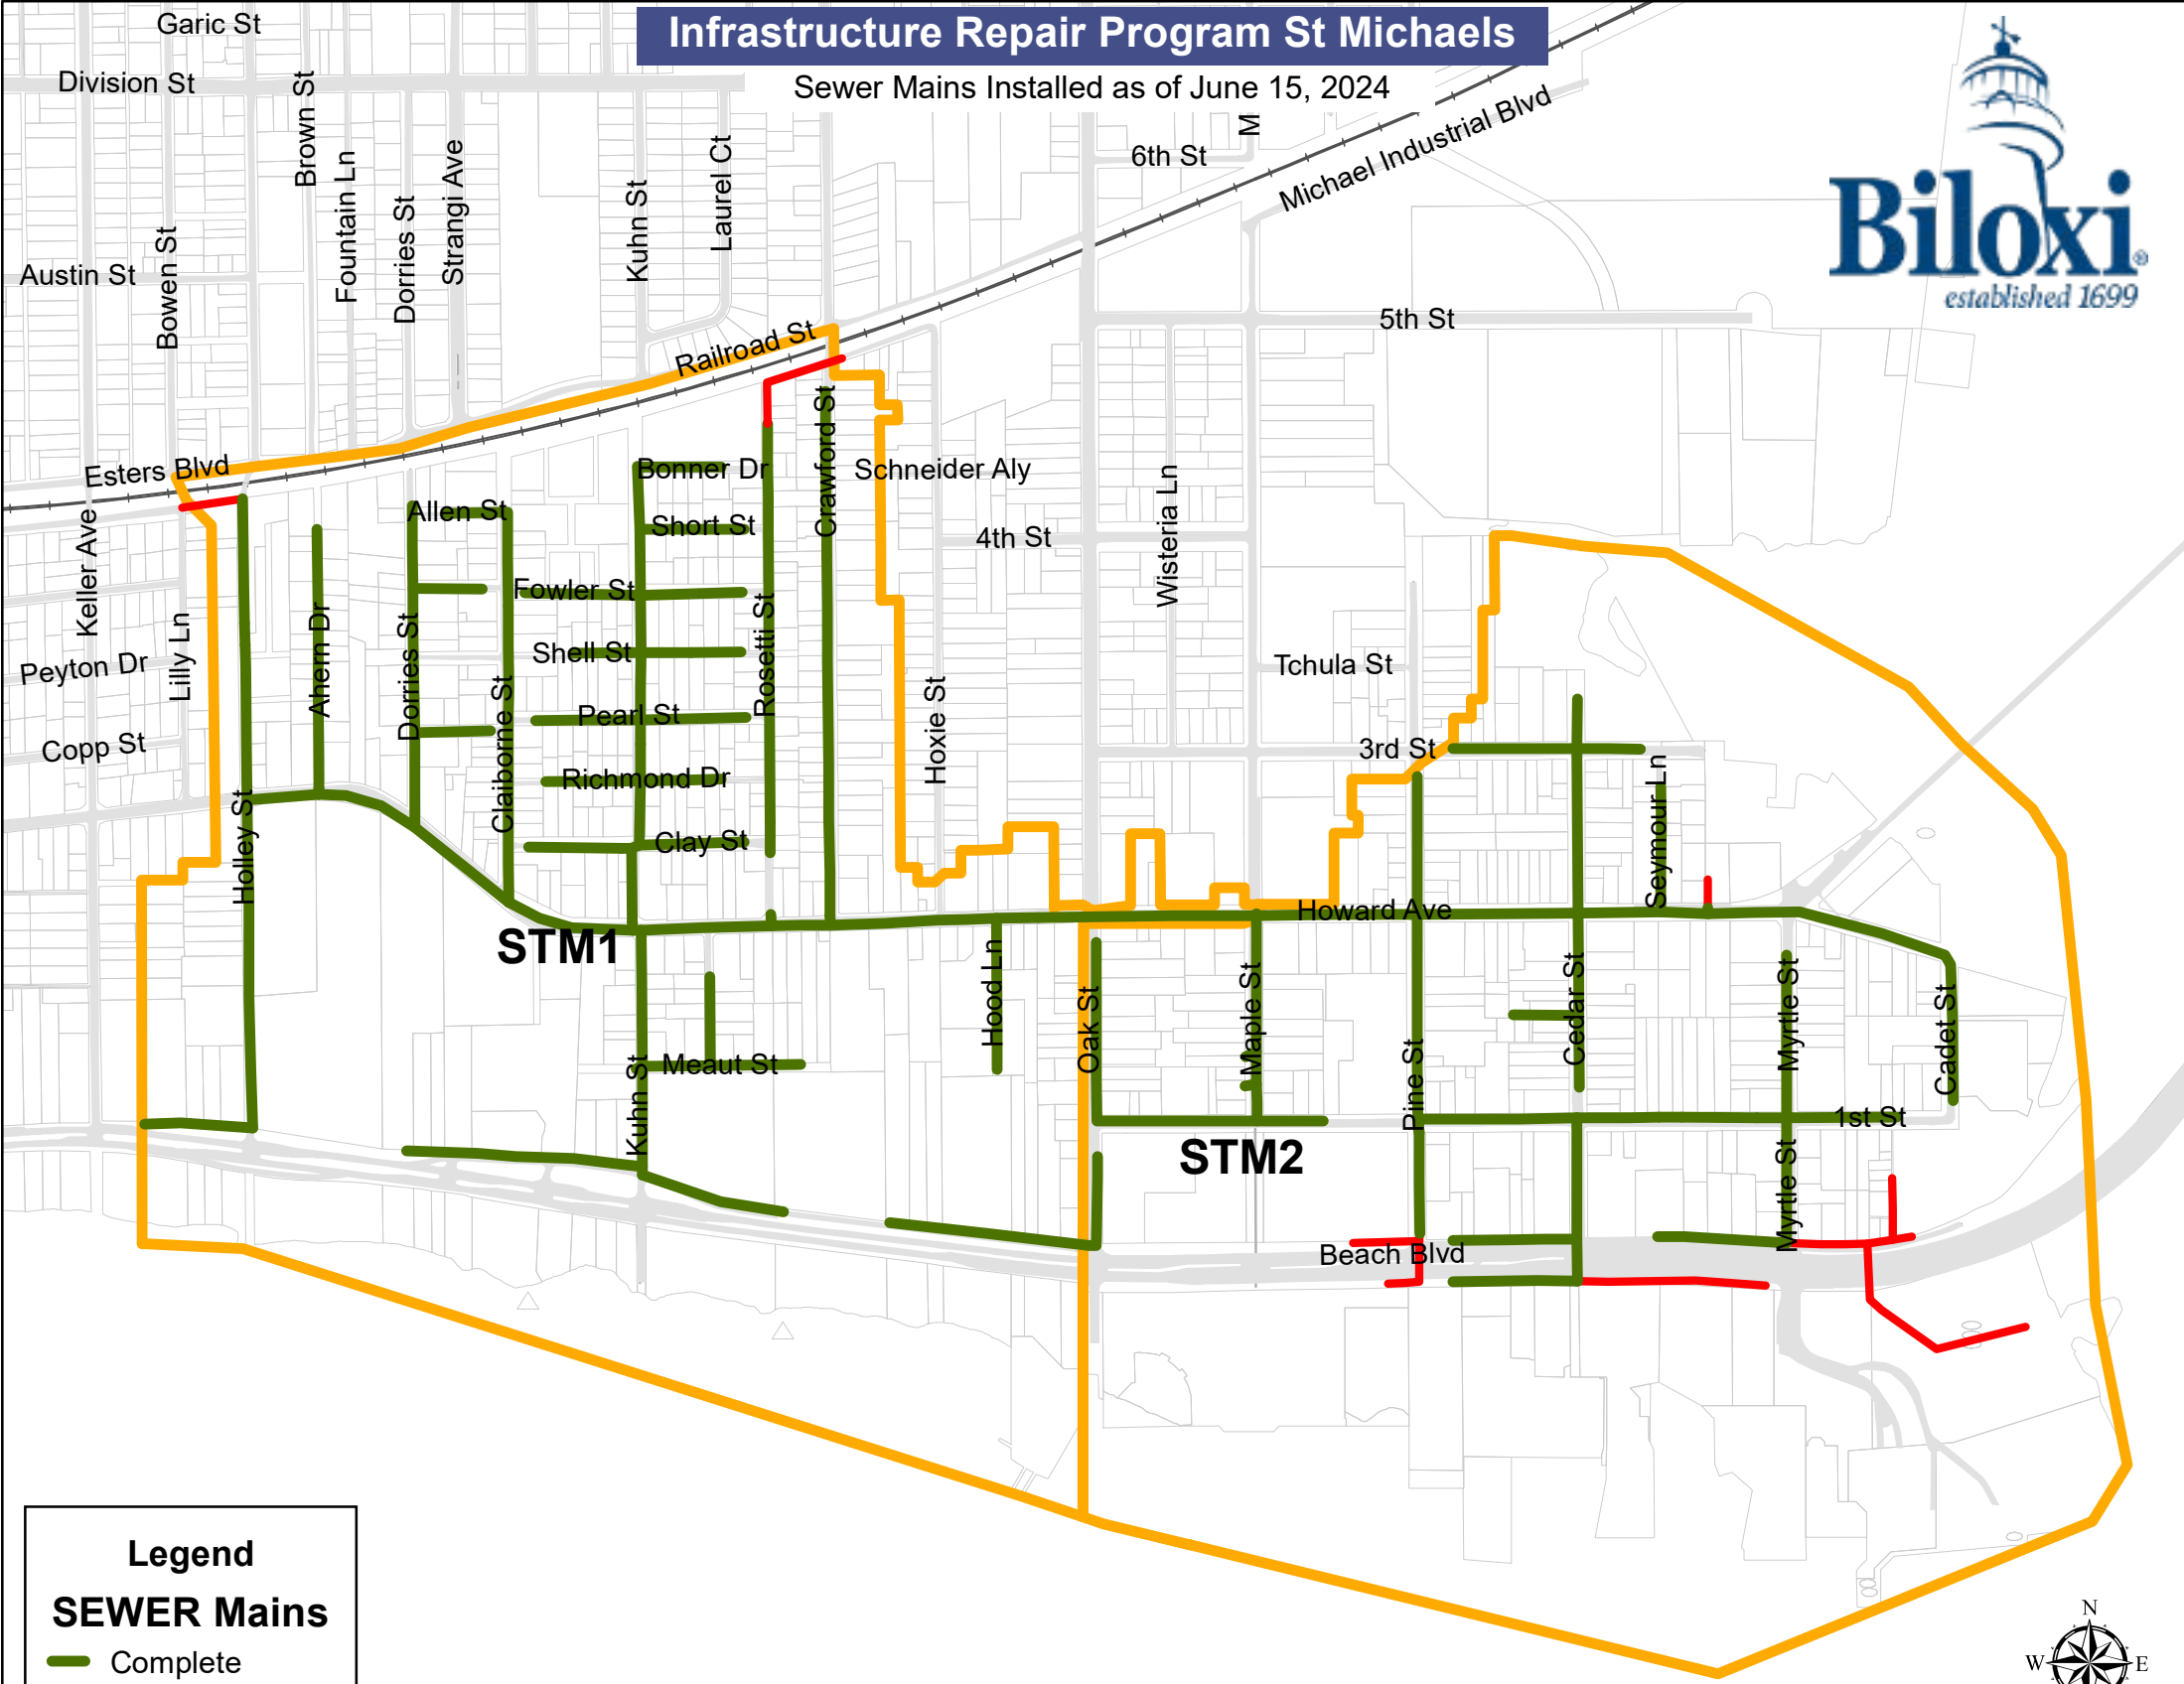 Infrastructure Repair Program St Michaels
Sewer Mains Installed as of June 15, 2024
Biloxi®
established 1699
Garic St
Division St
Brown St
Fountain Ln
Dorries St
Strangi Ave
Kuhn St
Laurel Ct
M
6th St
Michael Industrial Blvd
Austin St
Bowen St
Railroad St
5th St
Esters Blvd
Keller Ave
Lilly Ln
Peyton Dr
Copp St
Holley St
Ahern Dr
Dorries St
Allen St
Claiborne St
Bonner Dr
Short St
Fowler St
Shell St
Pearl St
Richmond Dr
Clay St
Rosetti St
Crawford St
Schneider Aly
4th St
Hoxie St
Wisteria Ln
Tchula St
3rd St
Seymour Ln
Howard Ave
STM1
Kuhn St
Meaut St
Hood Ln
Oak St
Maple St
Pine St
Cedar St
Myrtle St
Cadet St
1st St
STM2
Myrtle St
Beach Blvd
Legend
SEWER Mains
Complete
N
W
E